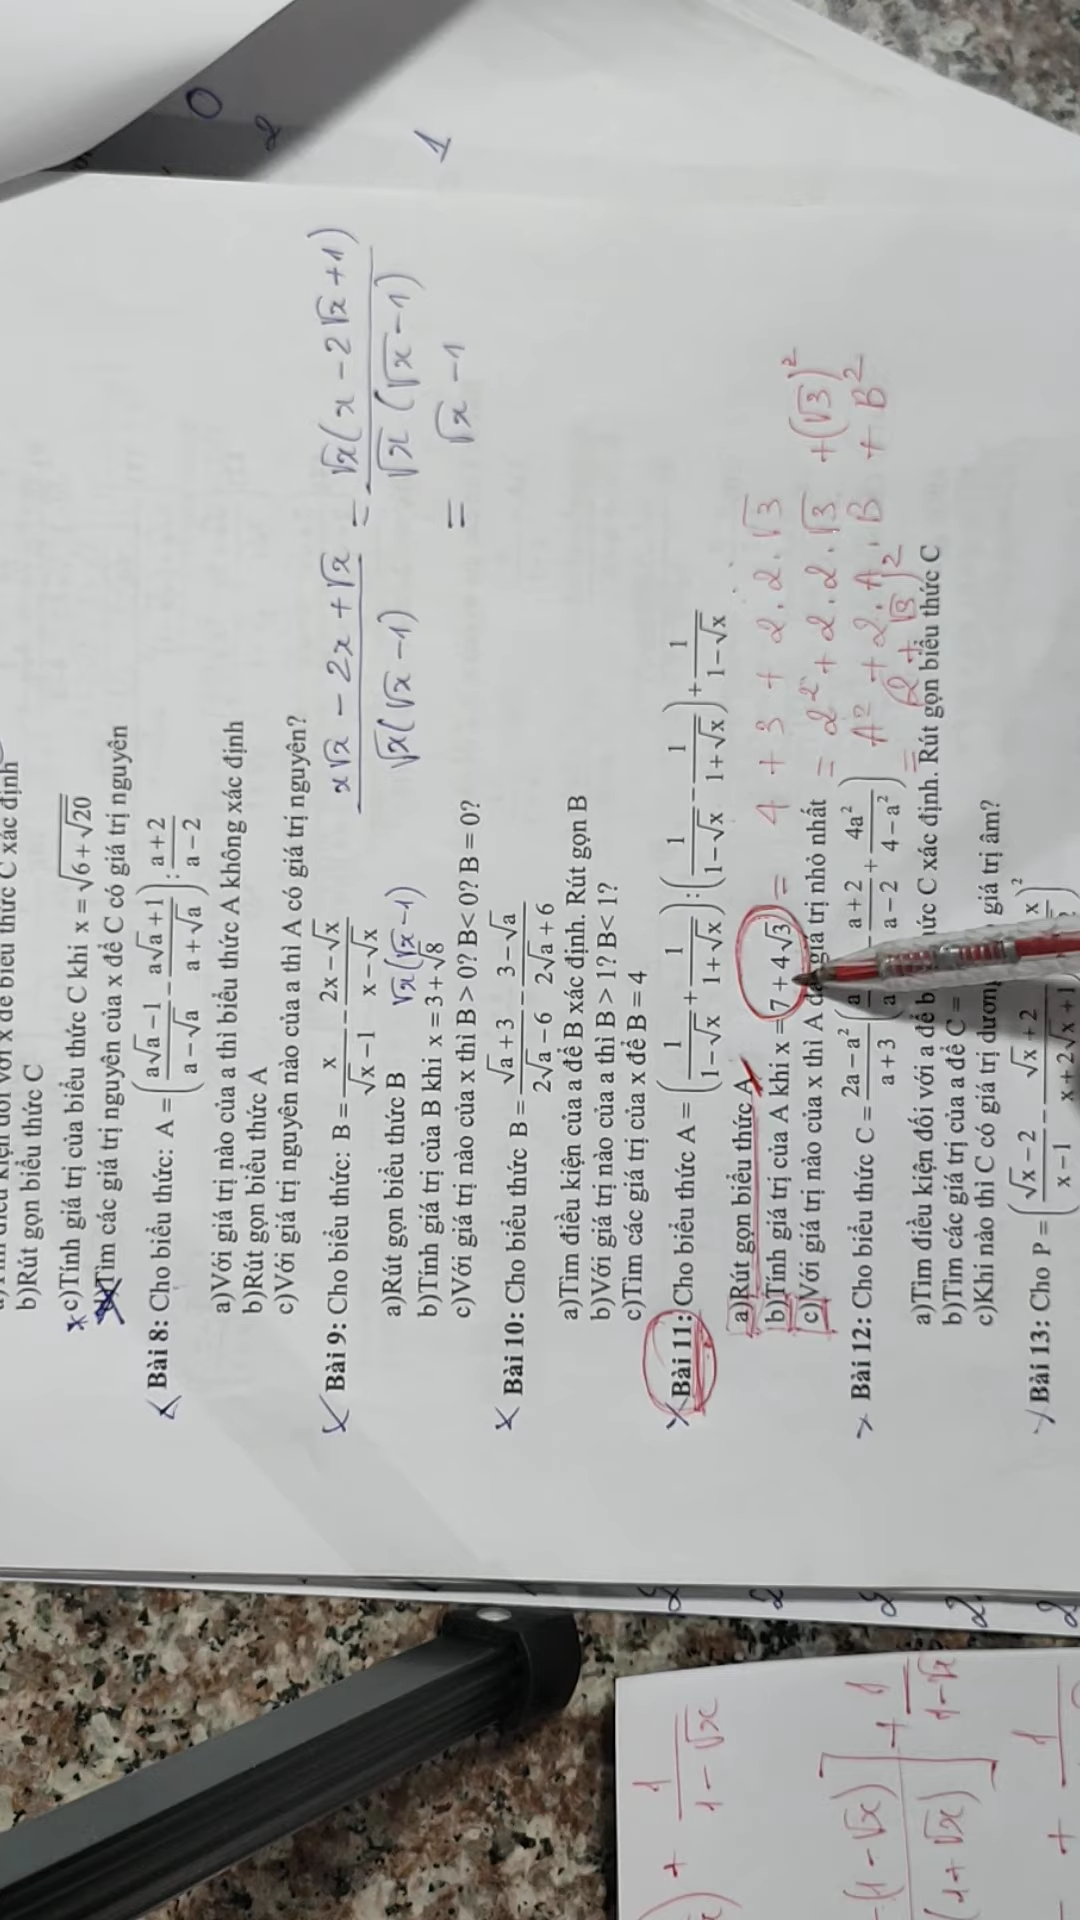 b)Rút gọn biểu thức C
c)Tính giá trị của biểu thức C khi x = √(6+√20)
Tìm các giá trị nguyên của x để C có giá trị nguyên
Bài 8: Cho biểu thức: A = ((a√a−1)/(a−√a) − (a√a+1)/(a+√a)) : (a+2)/(a−2)
a)Với giá trị nào của a thì biểu thức A không xác định
b)Rút gọn biểu thức A
c)Với giá trị nguyên nào của a thì A có giá trị nguyên?
Bài 9: Cho biểu thức: B = x/(√x−1) − (2x−√x)/(x−√x)
√x(√x−1)
(x√x − 2x + √x)/(√x(√x−1)) = √x(x − 2√x + 1)/(√x(√x−1))
= √x − 1
1
a)Rút gọn biểu thức B
b)Tính giá trị của B khi x = 3+√8
c)Với giá trị nào của x thì B > 0? B < 0? B = 0?
Bài 10: Cho biểu thức B = (√a+3)/(2√a−6) − (3−√a)/(2√a+6)
a)Tìm điều kiện của a để B xác định. Rút gọn B
b)Với giá trị nào của a thì B > 1? B < 1?
c)Tìm các giá trị của x để B = 4
Bài 11: Cho biểu thức A = (1/(1−√x) + 1/(1+√x)) : (1/(1−√x) − 1/(1+√x)) + 1/(1−√x)
a)Rút gọn biểu thức A
b)Tính giá trị của A khi x = 7 + 4√3 = 4 + 3 + 2.2.√3
= 2² + 2.2.√3 + (√3)²
A² + 2.A.B + B²
= (2 + √3)²
c)Với giá trị nào của x thì A giá trị nhỏ nhất
Bài 12: Cho biểu thức C = (2a−a²)/(a+3) a+2/(a−2) + 4a²/(4−a²))
a)Tìm điều kiện đối với a để b thức C xác định. Rút gọn biểu thức C
b)Tìm các giá trị của a để C =
c)Khi nào thì C có giá trị dương giá trị âm?
Bài 13: Cho P = ((√x−2)/(x−1) − (√x+2)/(x+2√x+1)
) + 1/(1−√x)